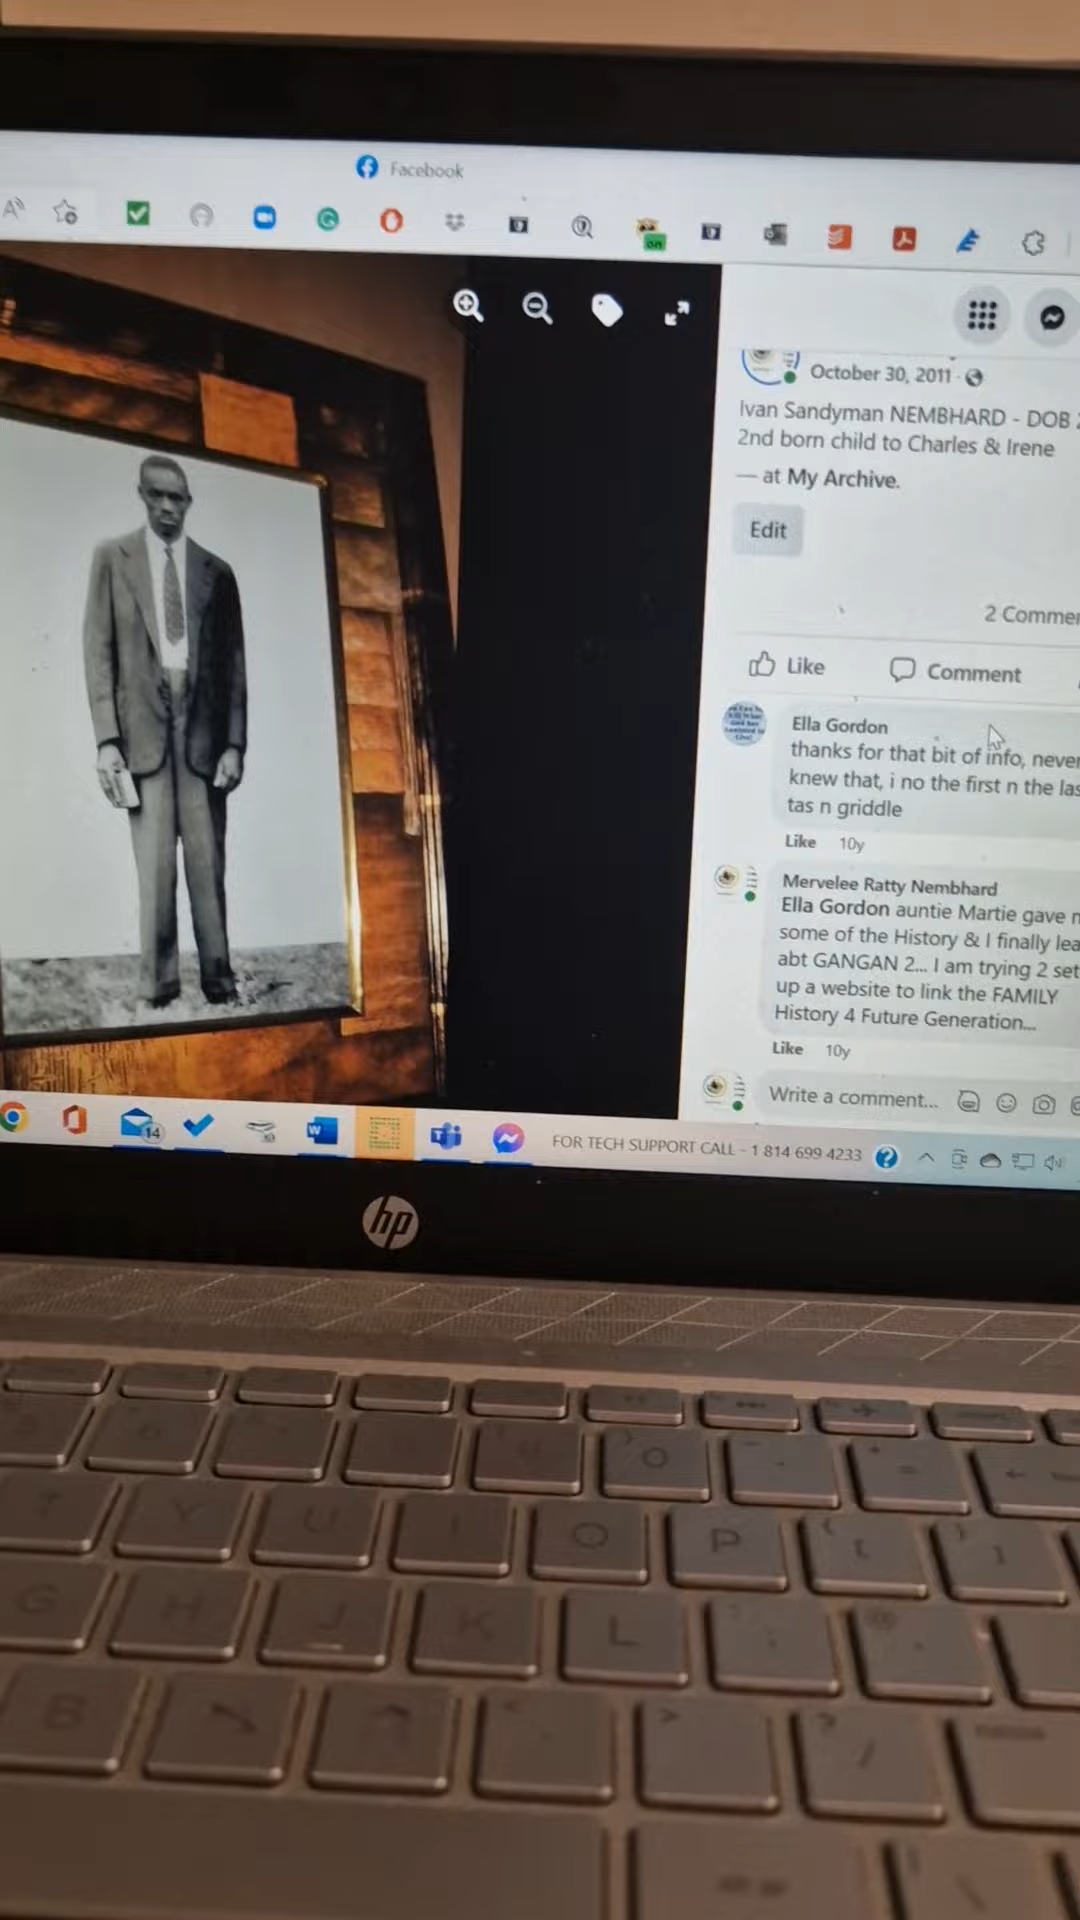 Facebook
on
October 30, 2011
Ivan Sandyman NEMBHARD - DOB
2nd born child to Charles & Irene
— at My Archive.
Edit
2
Like Comment
Ella Gordon
thanks for that bit of info, never
knew that, i no the first n the
tas n griddle
Like 10y
Mervelee Ratty Nembhard
Ella Gordon auntie Martie gave
some of the History & I finally
abt GANGAN 2... I am trying 2 set
up a website to link the FAMILY
History 4 Future Generation...
Like 10y
Write a comment...
14
FOR TECH SUPPORT CALL - 1 814 699 4233
hp
O
Y U I O P [ ]
G H J K L ;
B < >
? /